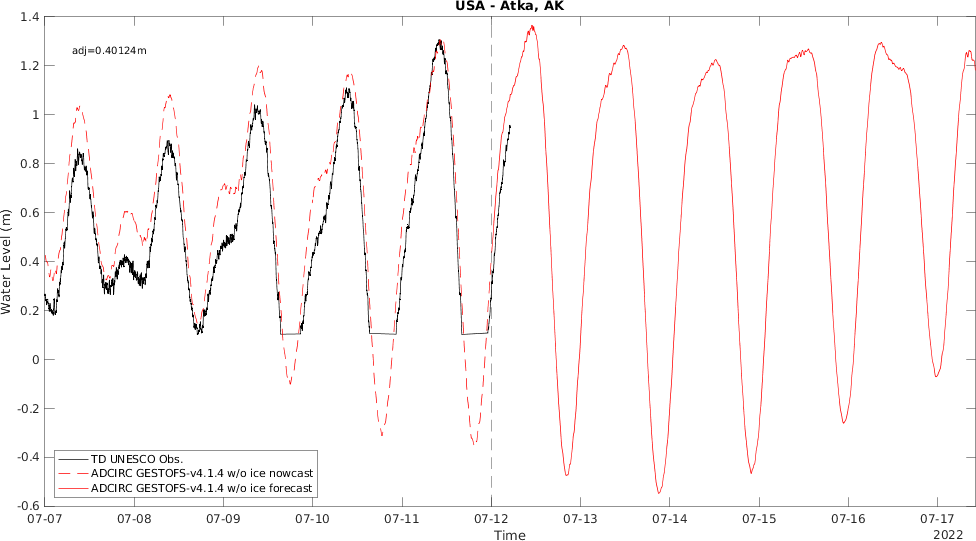 USA - Atka, AK
adj=0.40124m
Water Level (m)
1.4
1.2
1
0.8
0.6
0.4
0.2
0
-0.2
-0.4
-0.6
TD UNESCO Obs.
ADCIRC GESTOFS-v4.1.4 w/o ice nowcast
ADCIRC GESTOFS-v4.1.4 w/o ice forecast
07-07 07-08 07-09 07-10 07-11 07-12 07-13 07-14 07-15 07-16 07-17
Time
2022